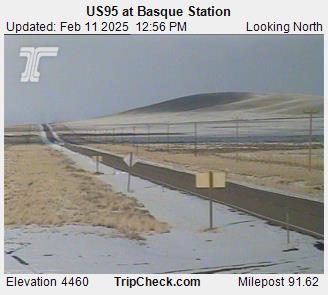 US95 at Basque Station
Updated: Feb 11 2025 12:56 PM Looking North
Elevation 4460 TripCheck.com Milepost 91.62